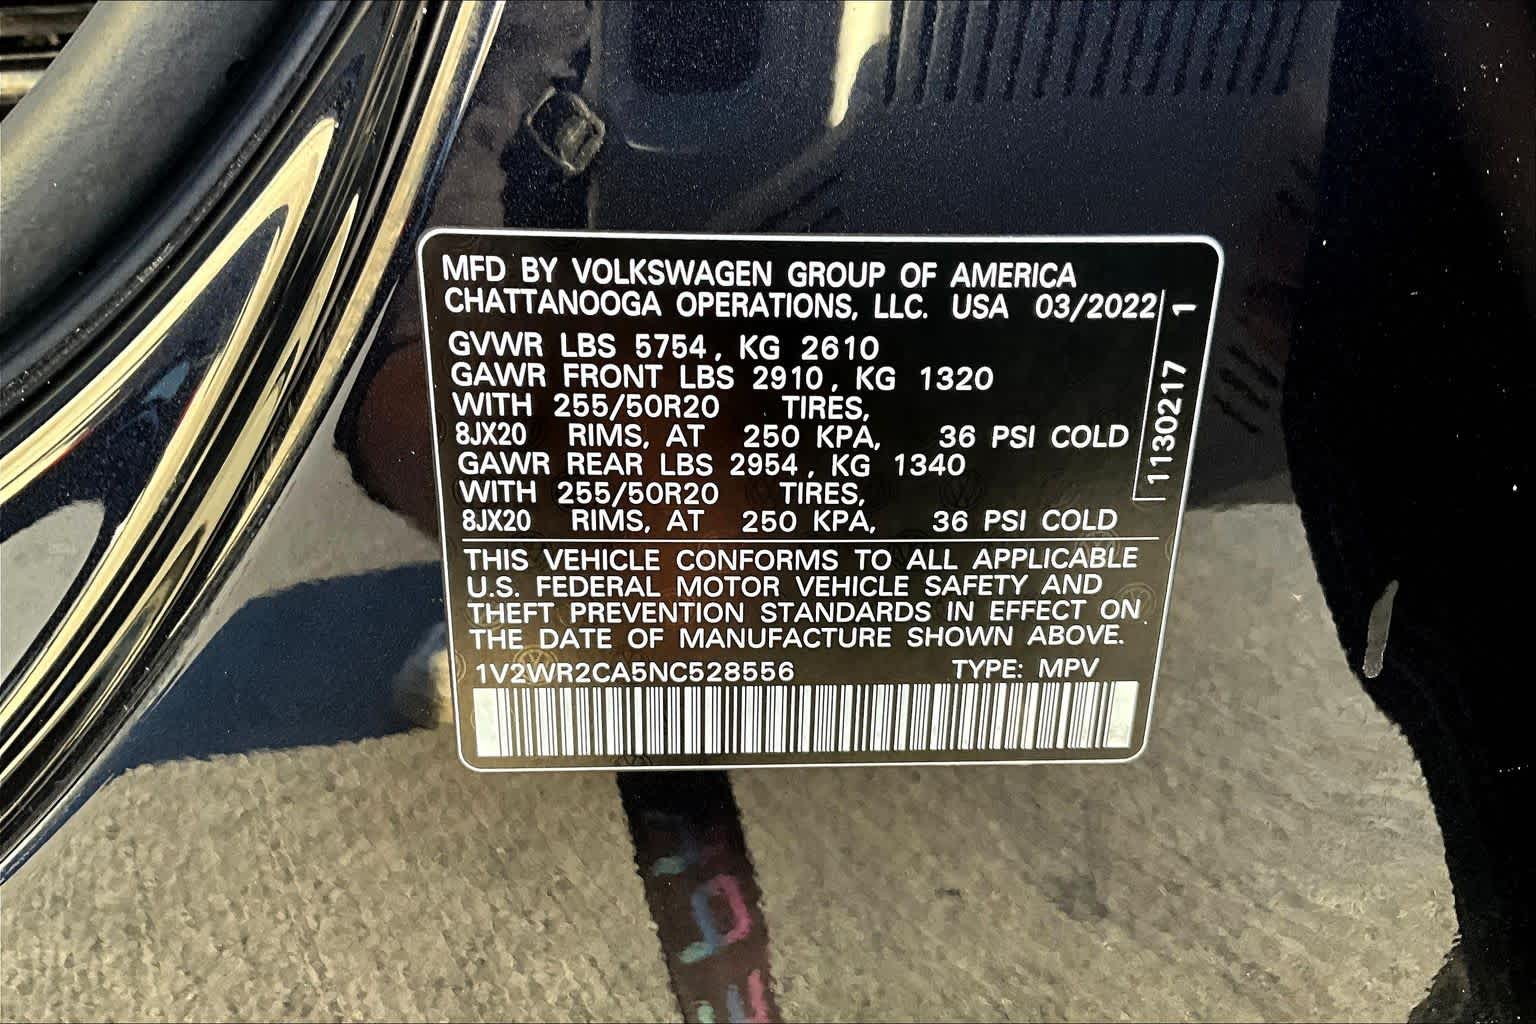 MFD BY VOLKSWAGEN GROUP OF AMERICA
CHATTANOOGA OPERATIONS, LLC. USA 03/2022
GVWR LBS 5754, KG 2610
GAWR FRONT LBS 2910, KG 1320
WITH 255/50R20 TIRES,
8JX20 RIMS, AT 250 KPA, 36 PSI COLD
GAWR REAR LBS 2954, KG 1340
WITH 255/50R20 TIRES,
8JX20 RIMS, AT 250 KPA, 36 PSI COLD
1130217 1
THIS VEHICLE CONFORMS TO ALL APPLICABLE
U.S. FEDERAL MOTOR VEHICLE SAFETY AND
THEFT PREVENTION STANDARDS IN EFFECT ON
THE DATE OF MANUFACTURE SHOWN ABOVE.
1V2WR2CA5NC528556 TYPE: MPV